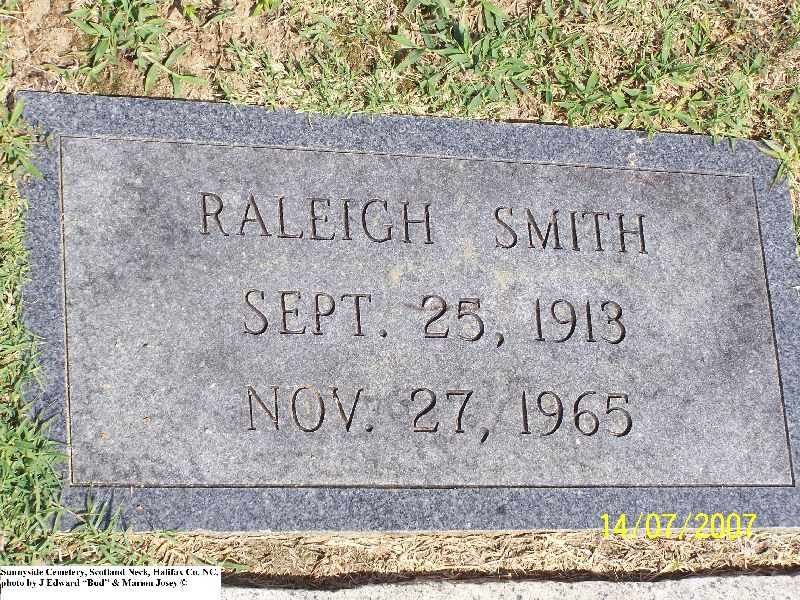 RALEIGH SMITH
SEPT. 25, 1913
NOV. 27, 1965
14/07/2007
Sunnyside Cemetery, Scotland Neck, Halifax Co. NC.
photo by J Edward “Bud” & Marion Josey ©